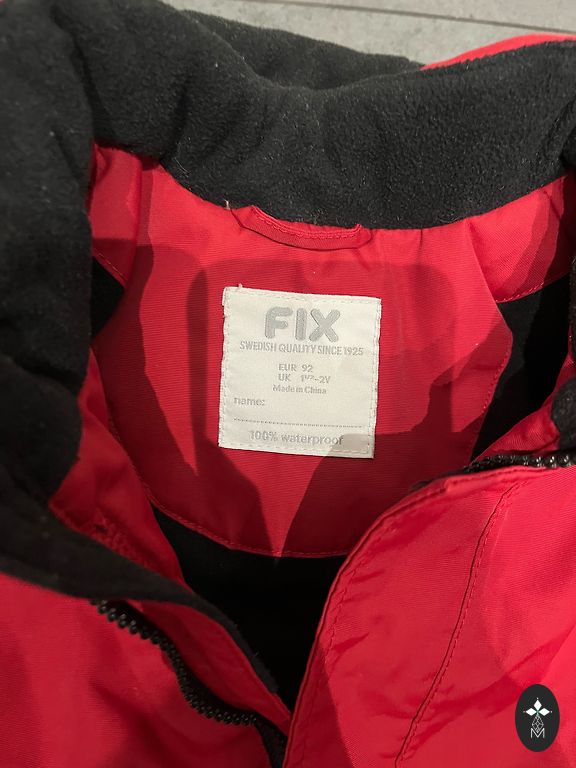 FIX
SWEDISH QUALITY SINCE 1925
EUR 92
UK 1½-2Y
Made in China
name:
100% waterproof